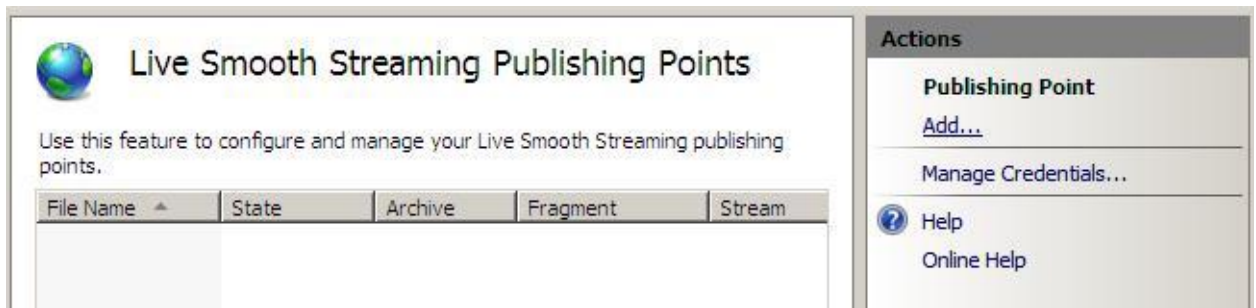 Live Smooth Streaming Publishing Points
Use this feature to configure and manage your Live Smooth Streaming publishing
points.
File Name State Archive Fragment Stream
Actions
Publishing Point
Add...
Manage Credentials...
Help
Online Help